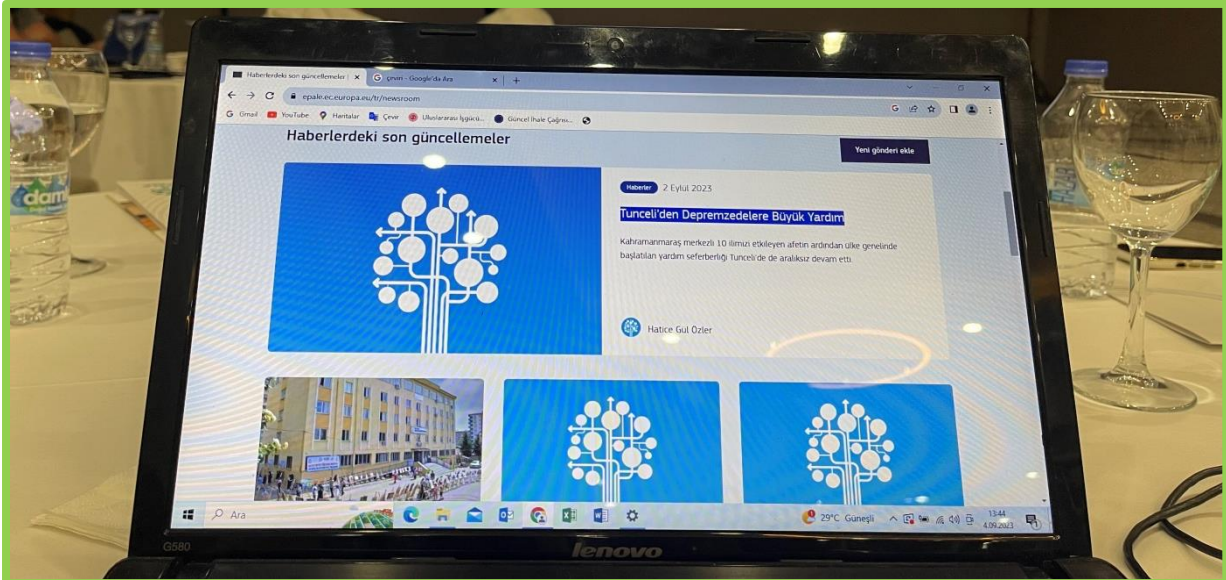 Haberlerdeki son güncellemeler
Google'da Ara
epale.ec.europa.eu/tr/newsroom
Gmail
YouTube
Haritalar
Çevir
Uluslararası İşgücü...
Güncel İhale Çağrıs...
Haberlerdeki son güncellemeler
Yeni gönderi ekle
Haberler 2 Eylül 2023
Tunceli'den Depremzedelere Büyük Yardım
Kahramanmaraş merkezli 10 ilimizi etkileyen afetin ardından ülke genelinde
başlatılan yardım seferberliği Tunceli'de de aralıksız devam etti.
Hatice Gül Özler
Ara
29°C Güneşli
13:44
4.09.2023
G580
lenovo